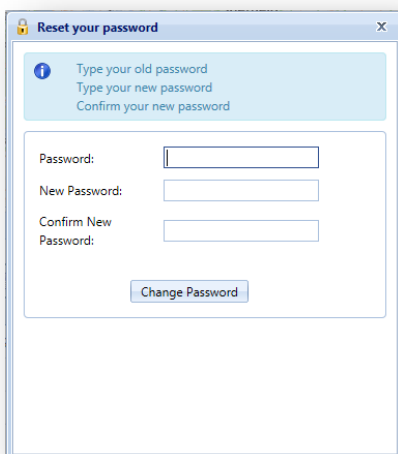 Reset your password
x
Type your old password
Type your new password
Confirm your new password
Password:
New Password:
Confirm New
Password:
Change Password